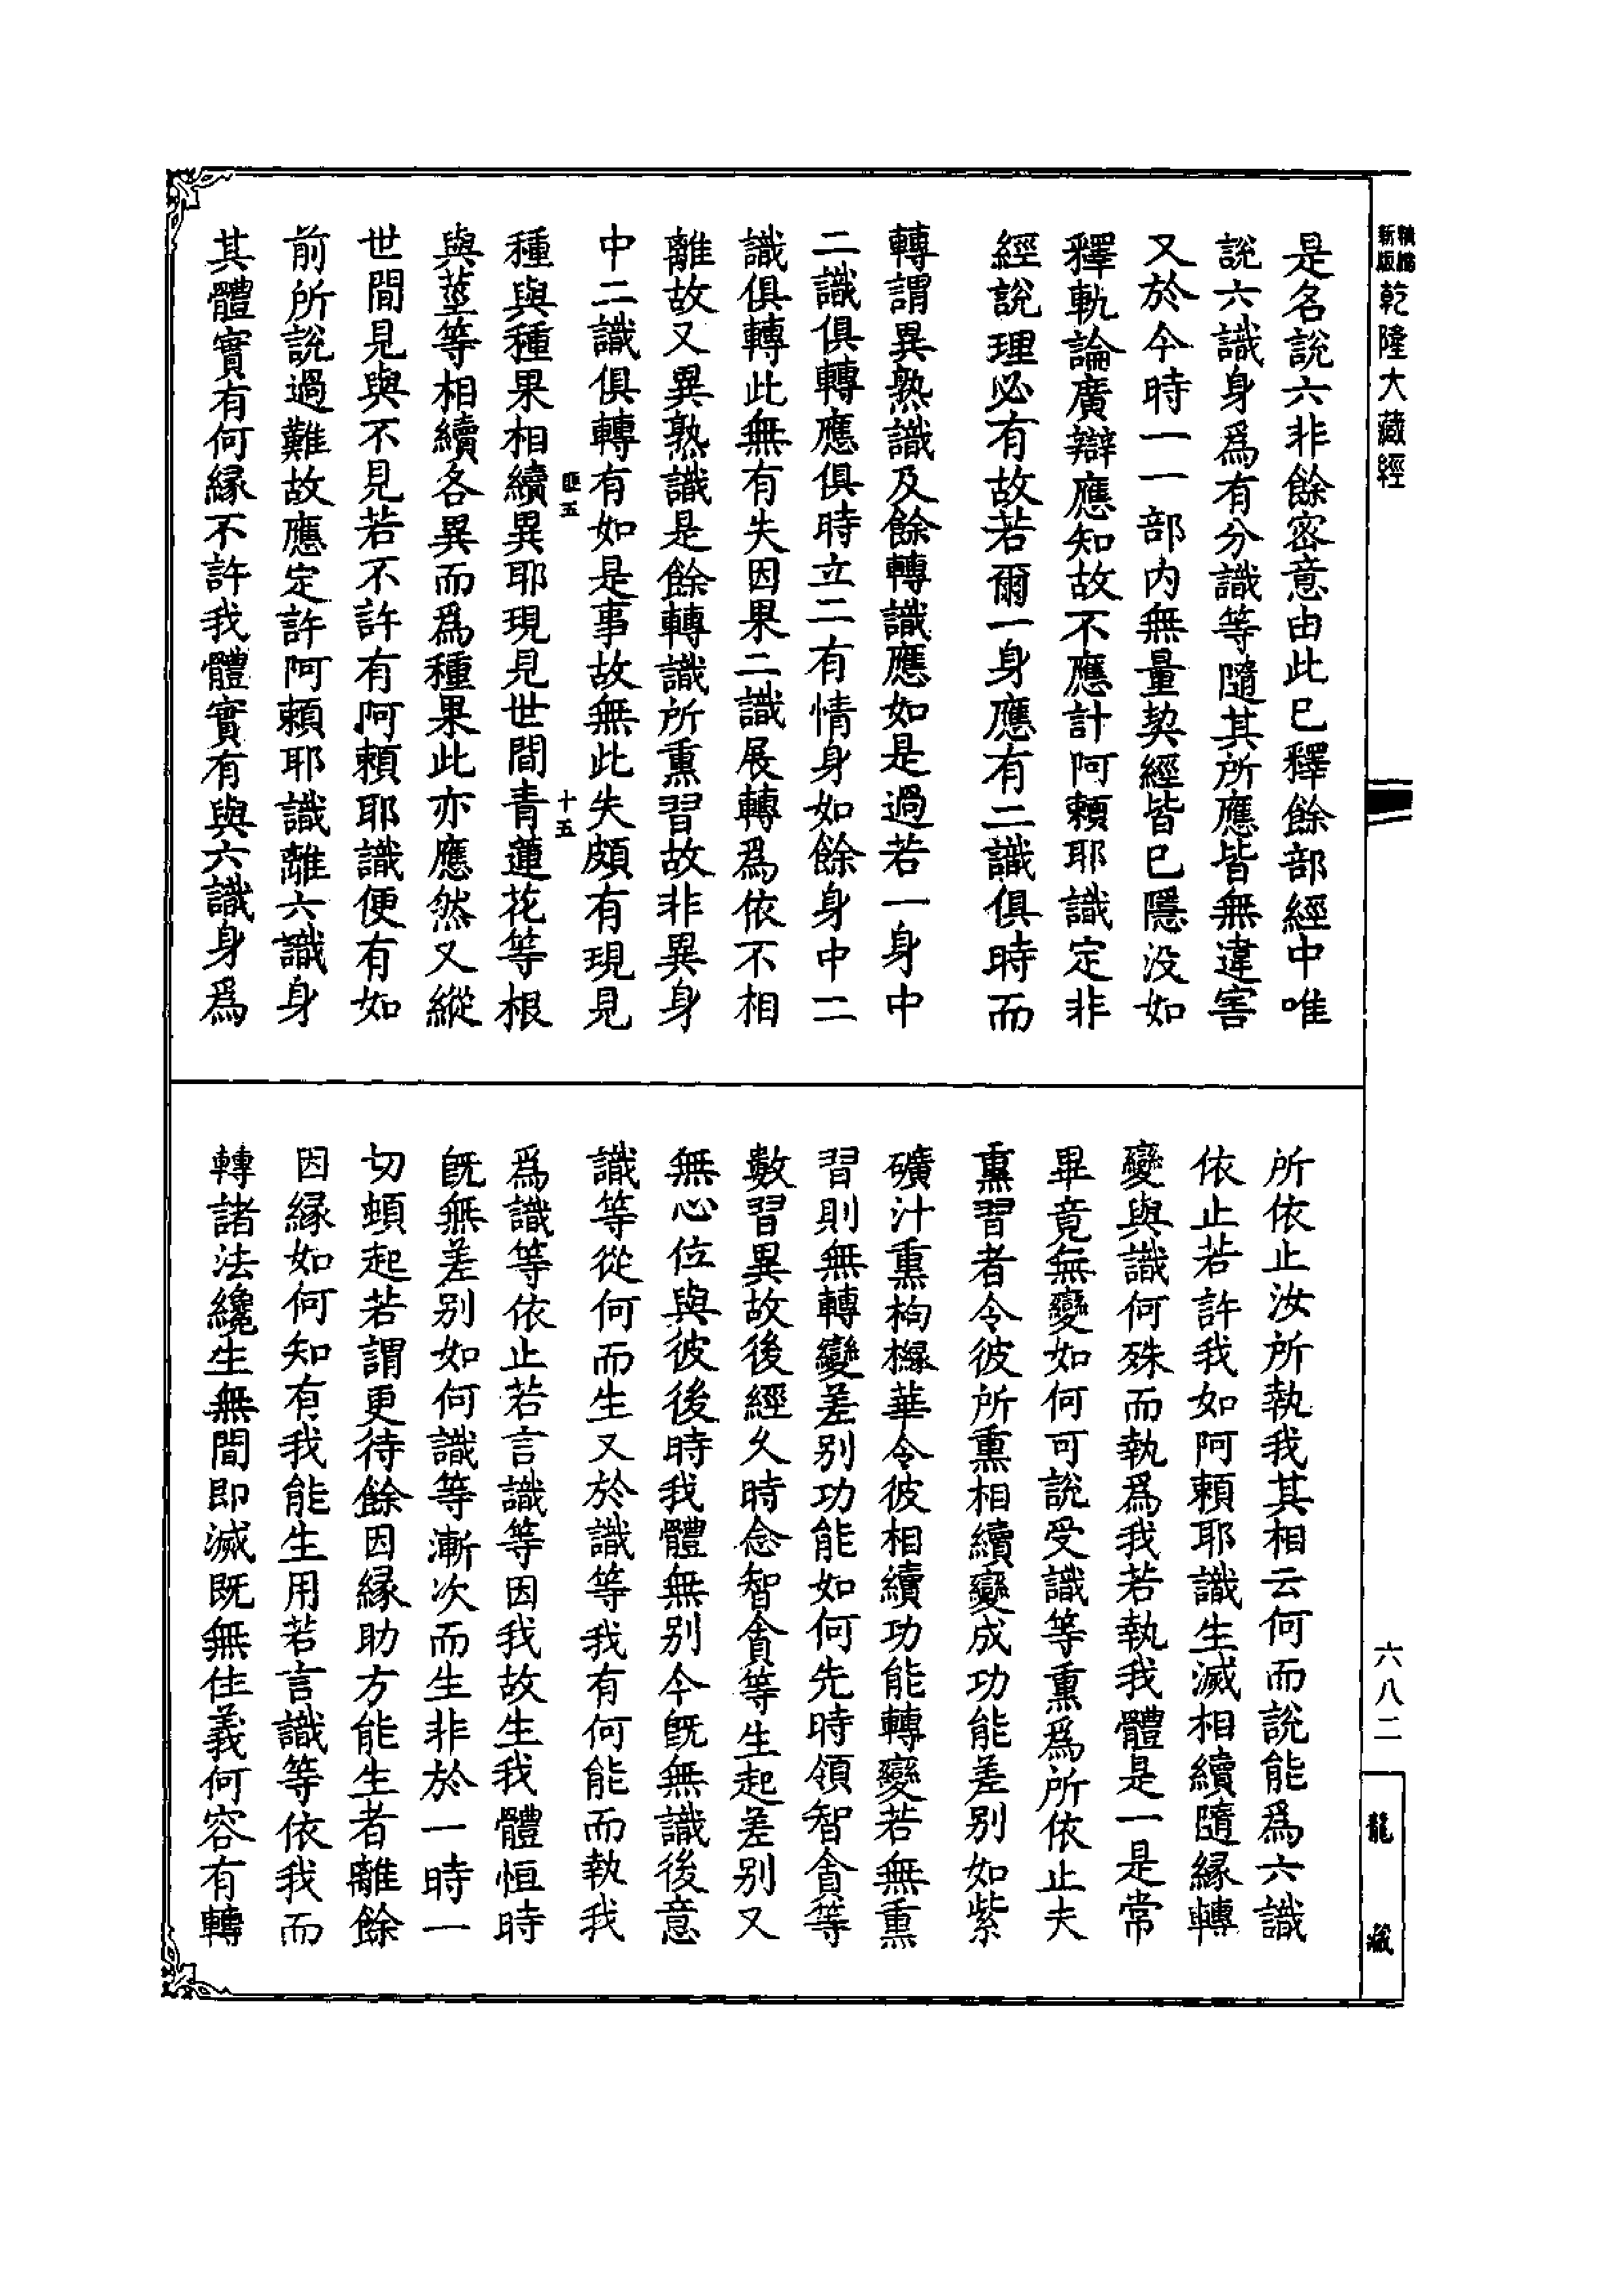 精編
新版
乾隆大藏經
是名說六非餘密意由此已釋餘部經中唯
說六識身爲有分識等隨其所應皆無違害
又於今時一一部內無量契經皆已隱没如
釋軌論廣辯應知故不應計阿賴耶識定非
經說理必有故若爾一身應有二識俱時而
轉謂異熟識及餘轉識應如是過若一身中
二識俱轉應俱時立二有情身如餘身中二
識俱轉此無有失因果二識展轉爲依不相
離故又異熟識是餘轉識所熏習故非異身
中二識俱轉有如是事故無此失頗有現見
匪五
十五
種與種果相續異耶現見世間青蓮花等根
與莖等相續各異而爲種果此亦應然又縱
世間見與不見若不許有阿賴耶識便有如
前所說過難故應定許阿賴耶識離六識身
其體實有何緣不許我體實有與六識身爲
所依止汝所執我其相云何而說能爲六識
依止若許我如阿賴耶識生滅相續隨緣轉
變與識何殊而執爲我若執我體是一是常
畢竟無變如何可說受識等熏爲所依止夫
熏習者令彼所熏相續變成功能差别如紫
礦汁熏枸櫞華令彼相續功能轉變若無熏
習則無轉變差别功能如何先時領智貪等
數習異故後經久時念智貪等生起差别又
無心位與彼後時我體無别今旣無識後意
識等從何而生又於識等我有何能而執我
爲識等依止若言識等因我故生我體恒時
旣無差别如何識等漸次而生非於一時一
切頓起若謂更待餘因緣助方能生者離餘
因緣如何知有我能生用若言識等依我而
轉諸法纔生無間即滅既無住義何容有轉
六八二
龍
藏